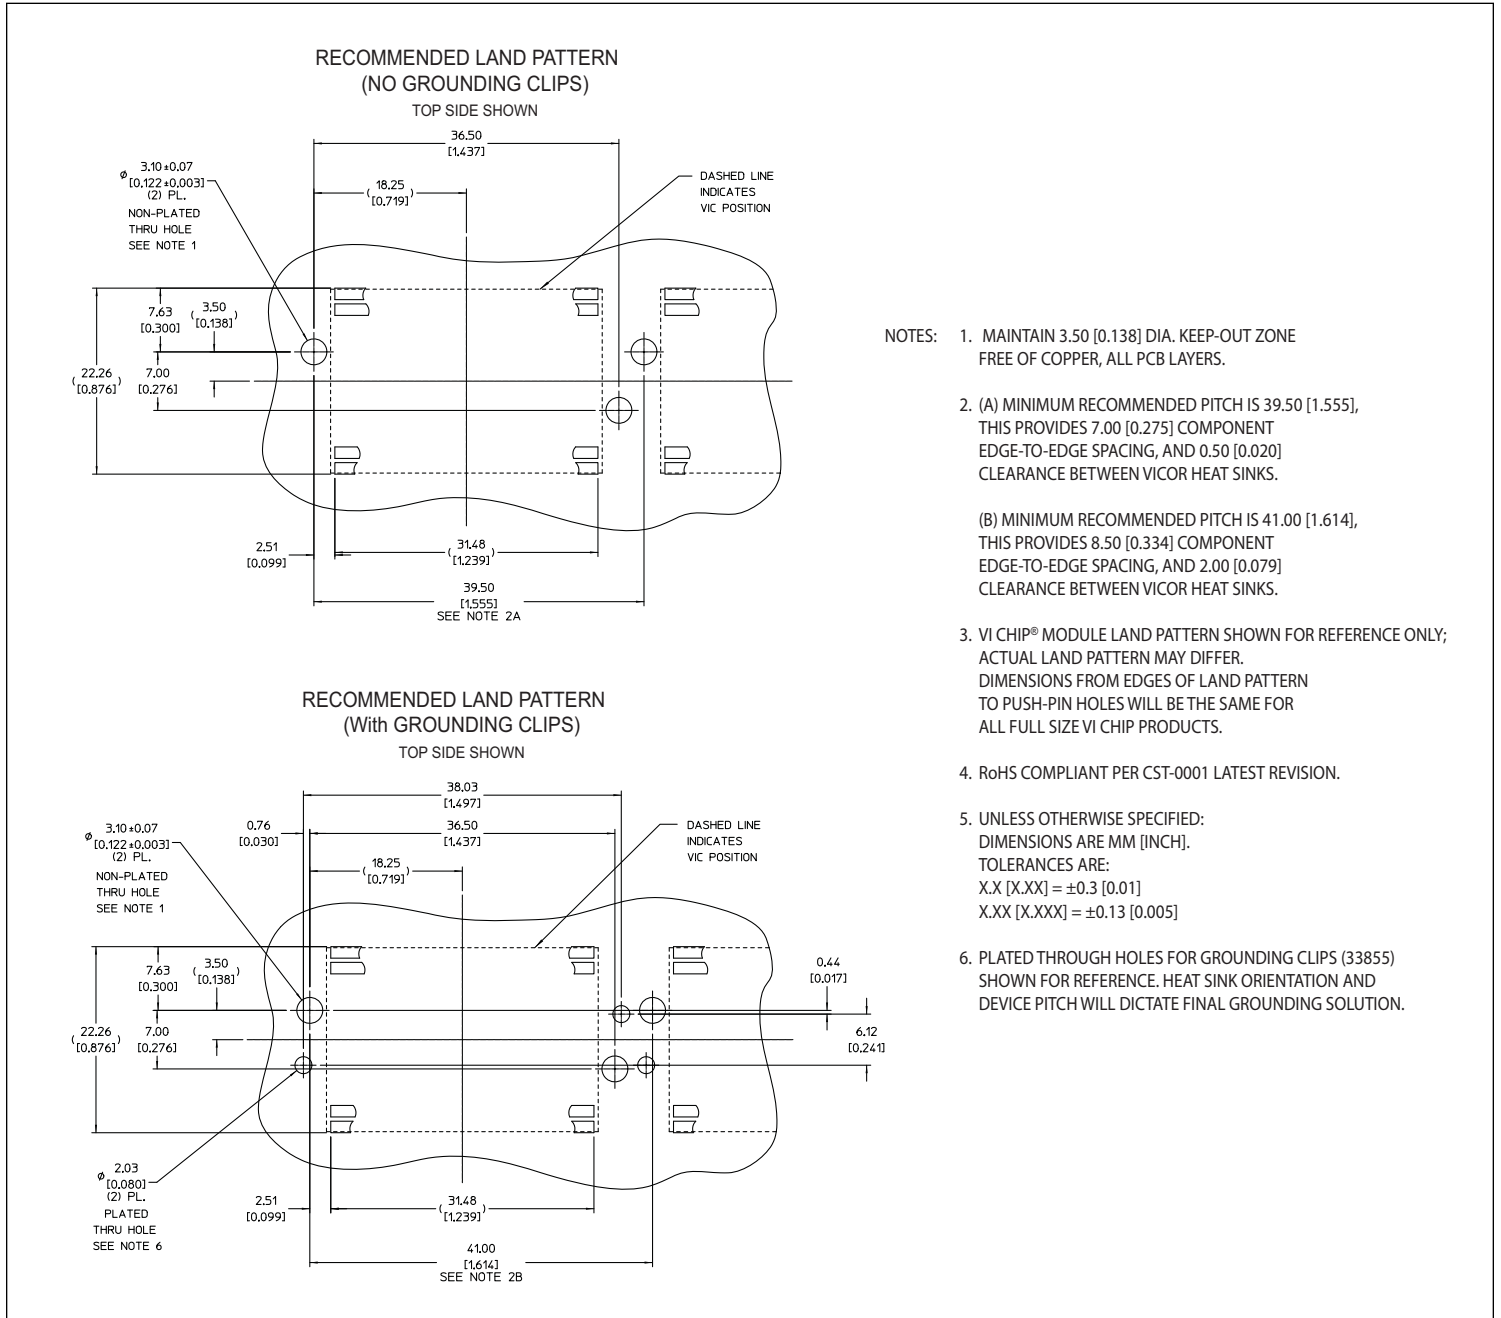 RECOMMENDED LAND PATTERN
(NO GROUNDING CLIPS)
TOP SIDE SHOWN
36.50
[1.437]
ø 3.10±0.07
[0.122±0.003]
(2) PL.
NON-PLATED
THRU HOLE
SEE NOTE 1
(18.25
[0.719])
DASHED LINE
INDICATES
VIC POSITION
7.63
[0.300]
(3.50
[0.138])
(22.26
[0.876])
7.00
[0.276]
2.51
[0.099]
(31.48
[1.239])
39.50
[1.555]
SEE NOTE 2A
RECOMMENDED LAND PATTERN
(With GROUNDING CLIPS)
TOP SIDE SHOWN
38.03
[1.497]
ø 3.10±0.07
[0.122±0.003]
(2) PL.
NON-PLATED
THRU HOLE
SEE NOTE 1
0.76
[0.030]
36.50
[1.437]
(18.25
[0.719])
DASHED LINE
INDICATES
VIC POSITION
7.63
[0.300]
(3.50
[0.138])
0.44
[0.017]
(22.26
[0.876])
7.00
[0.276]
6.12
[0.241]
ø 2.03
[0.080]
(2) PL.
PLATED
THRU HOLE
SEE NOTE 6
2.51
[0.099]
(31.48
[1.239])
41.00
[1.614]
SEE NOTE 2B
NOTES: 1. MAINTAIN 3.50 [0.138] DIA. KEEP-OUT ZONE
FREE OF COPPER, ALL PCB LAYERS.
2. (A) MINIMUM RECOMMENDED PITCH IS 39.50 [1.555],
THIS PROVIDES 7.00 [0.275] COMPONENT
EDGE-TO-EDGE SPACING, AND 0.50 [0.020]
CLEARANCE BETWEEN VICOR HEAT SINKS.
(B) MINIMUM RECOMMENDED PITCH IS 41.00 [1.614],
THIS PROVIDES 8.50 [0.334] COMPONENT
EDGE-TO-EDGE SPACING, AND 2.00 [0.079]
CLEARANCE BETWEEN VICOR HEAT SINKS.
3. VI CHIP® MODULE LAND PATTERN SHOWN FOR REFERENCE ONLY;
ACTUAL LAND PATTERN MAY DIFFER.
DIMENSIONS FROM EDGES OF LAND PATTERN
TO PUSH-PIN HOLES WILL BE THE SAME FOR
ALL FULL SIZE VI CHIP PRODUCTS.
4. RoHS COMPLIANT PER CST-0001 LATEST REVISION.
5. UNLESS OTHERWISE SPECIFIED:
DIMENSIONS ARE MM [INCH].
TOLERANCES ARE:
X.X [X.XX] = ±0.3 [0.01]
X.XX [X.XXX] = ±0.13 [0.005]
6. PLATED THROUGH HOLES FOR GROUNDING CLIPS (33855)
SHOWN FOR REFERENCE. HEAT SINK ORIENTATION AND
DEVICE PITCH WILL DICTATE FINAL GROUNDING SOLUTION.